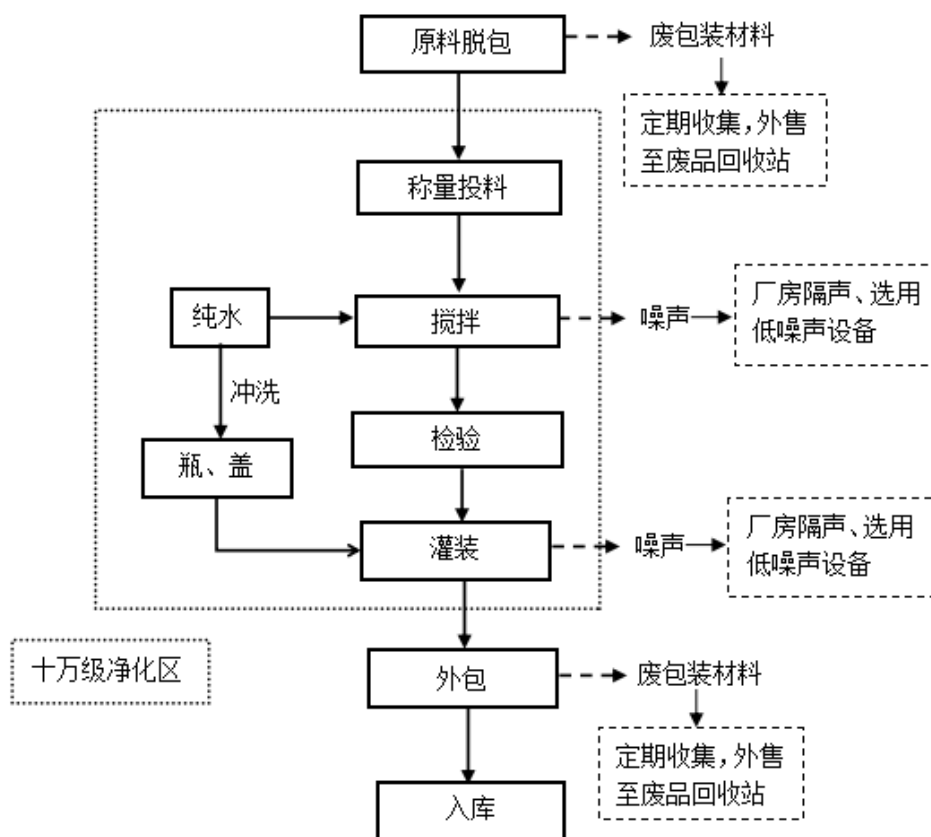 原料脱包
废包装材料
定期收集，外售
至废品回收站
称量投料
纯水
搅拌
噪声
厂房隔声、选用
低噪声设备
冲洗
检验
瓶、盖
灌装
噪声
厂房隔声、选用
低噪声设备
十万级净化区
外包
废包装材料
定期收集，外售
至废品回收站
入库